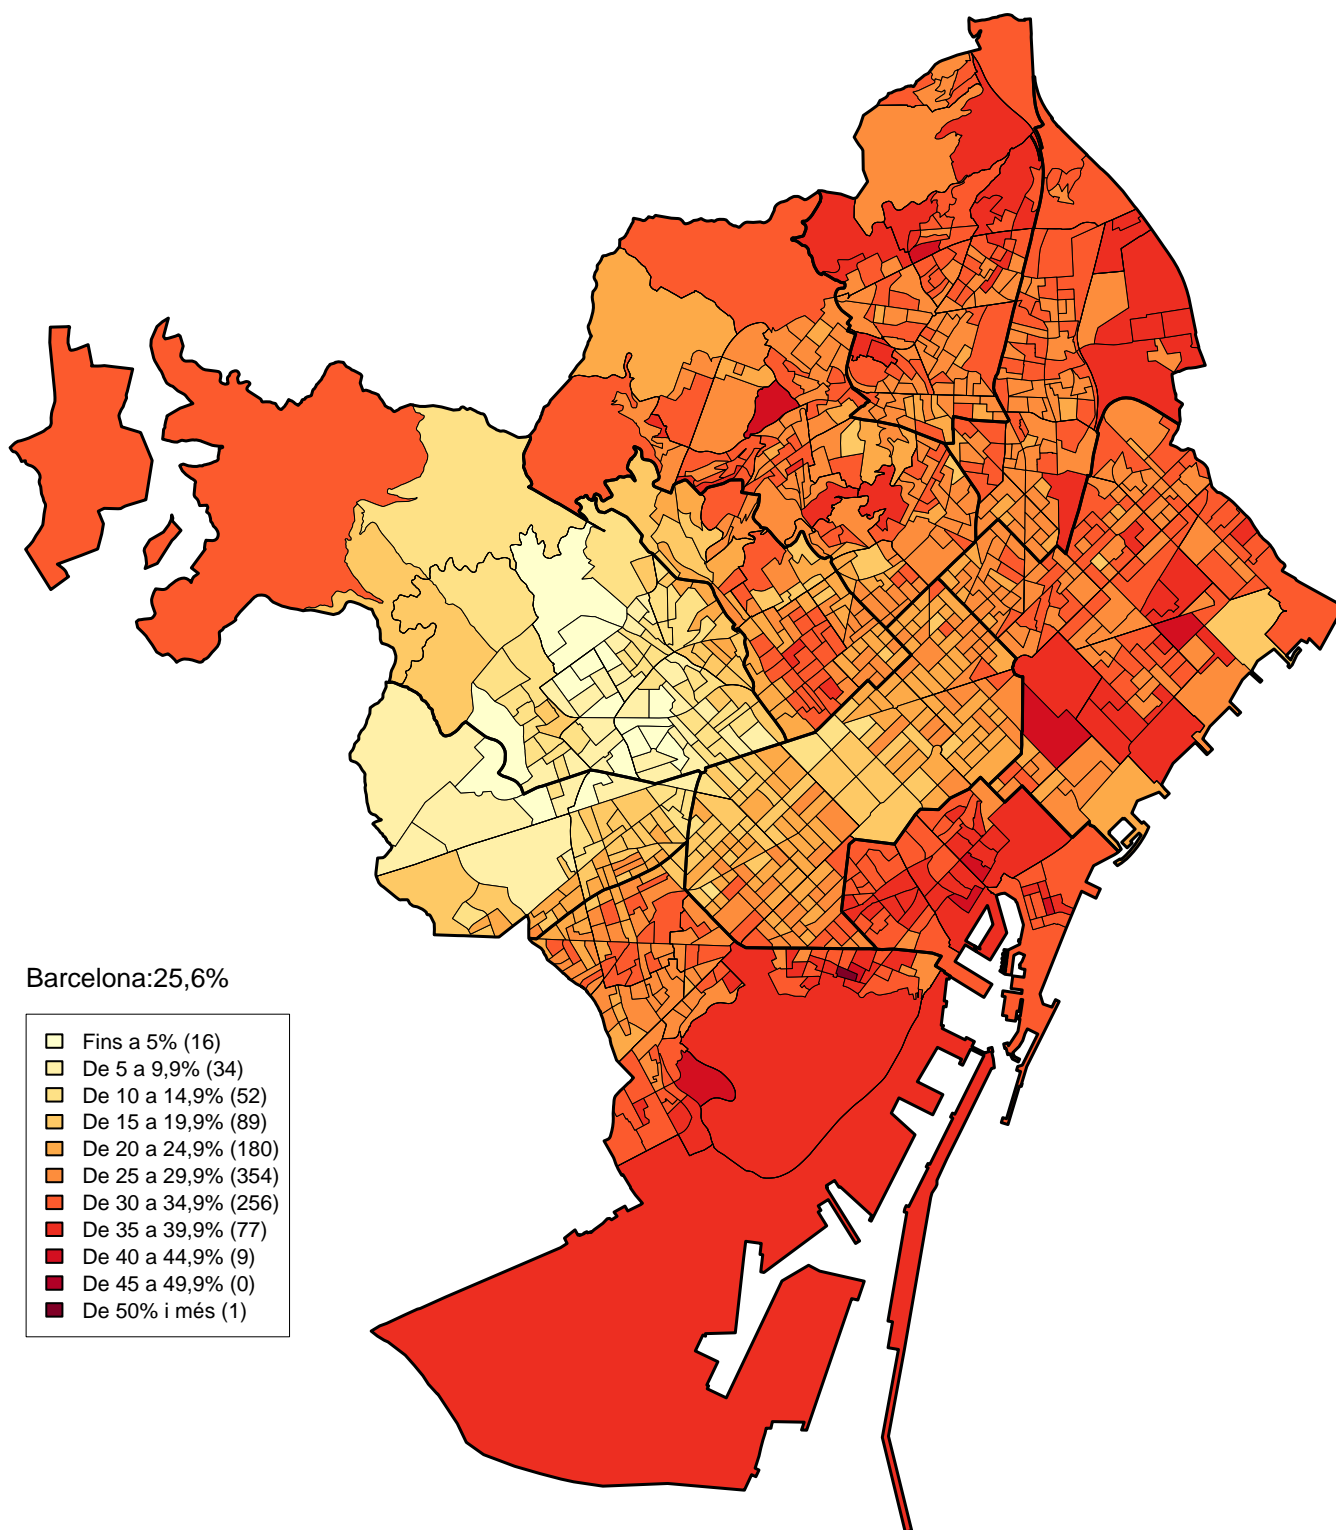 Barcelona:25,6%
Fins a 5% (16)
De 5 a 9,9% (34)
De 10 a 14,9% (52)
De 15 a 19,9% (89)
De 20 a 24,9% (180)
De 25 a 29,9% (354)
De 30 a 34,9% (256)
De 35 a 39,9% (77)
De 40 a 44,9% (9)
De 45 a 49,9% (0)
De 50% i més (1)